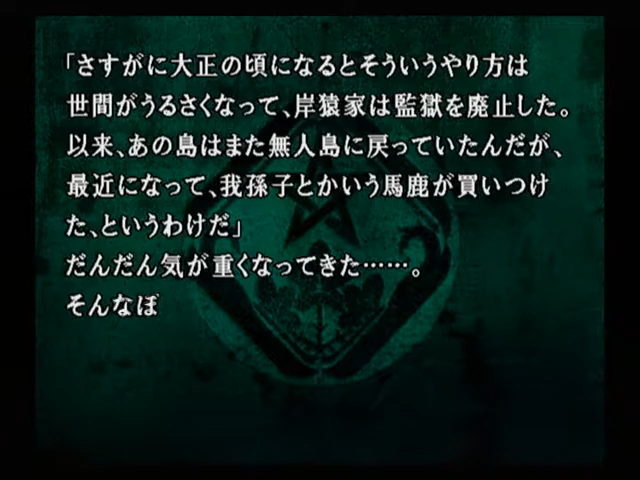 「さすがに大正の頃になるとそういうやり方は
世間がうるさくなって、岸猿家は監獄を廃止した。
以来、あの島はまた無人島に戻っていたんだが、
最近になって、我孫子とかいう馬鹿が買いつけ
た、というわけだ」
だんだん気が重くなってきた……。
そんなぼ